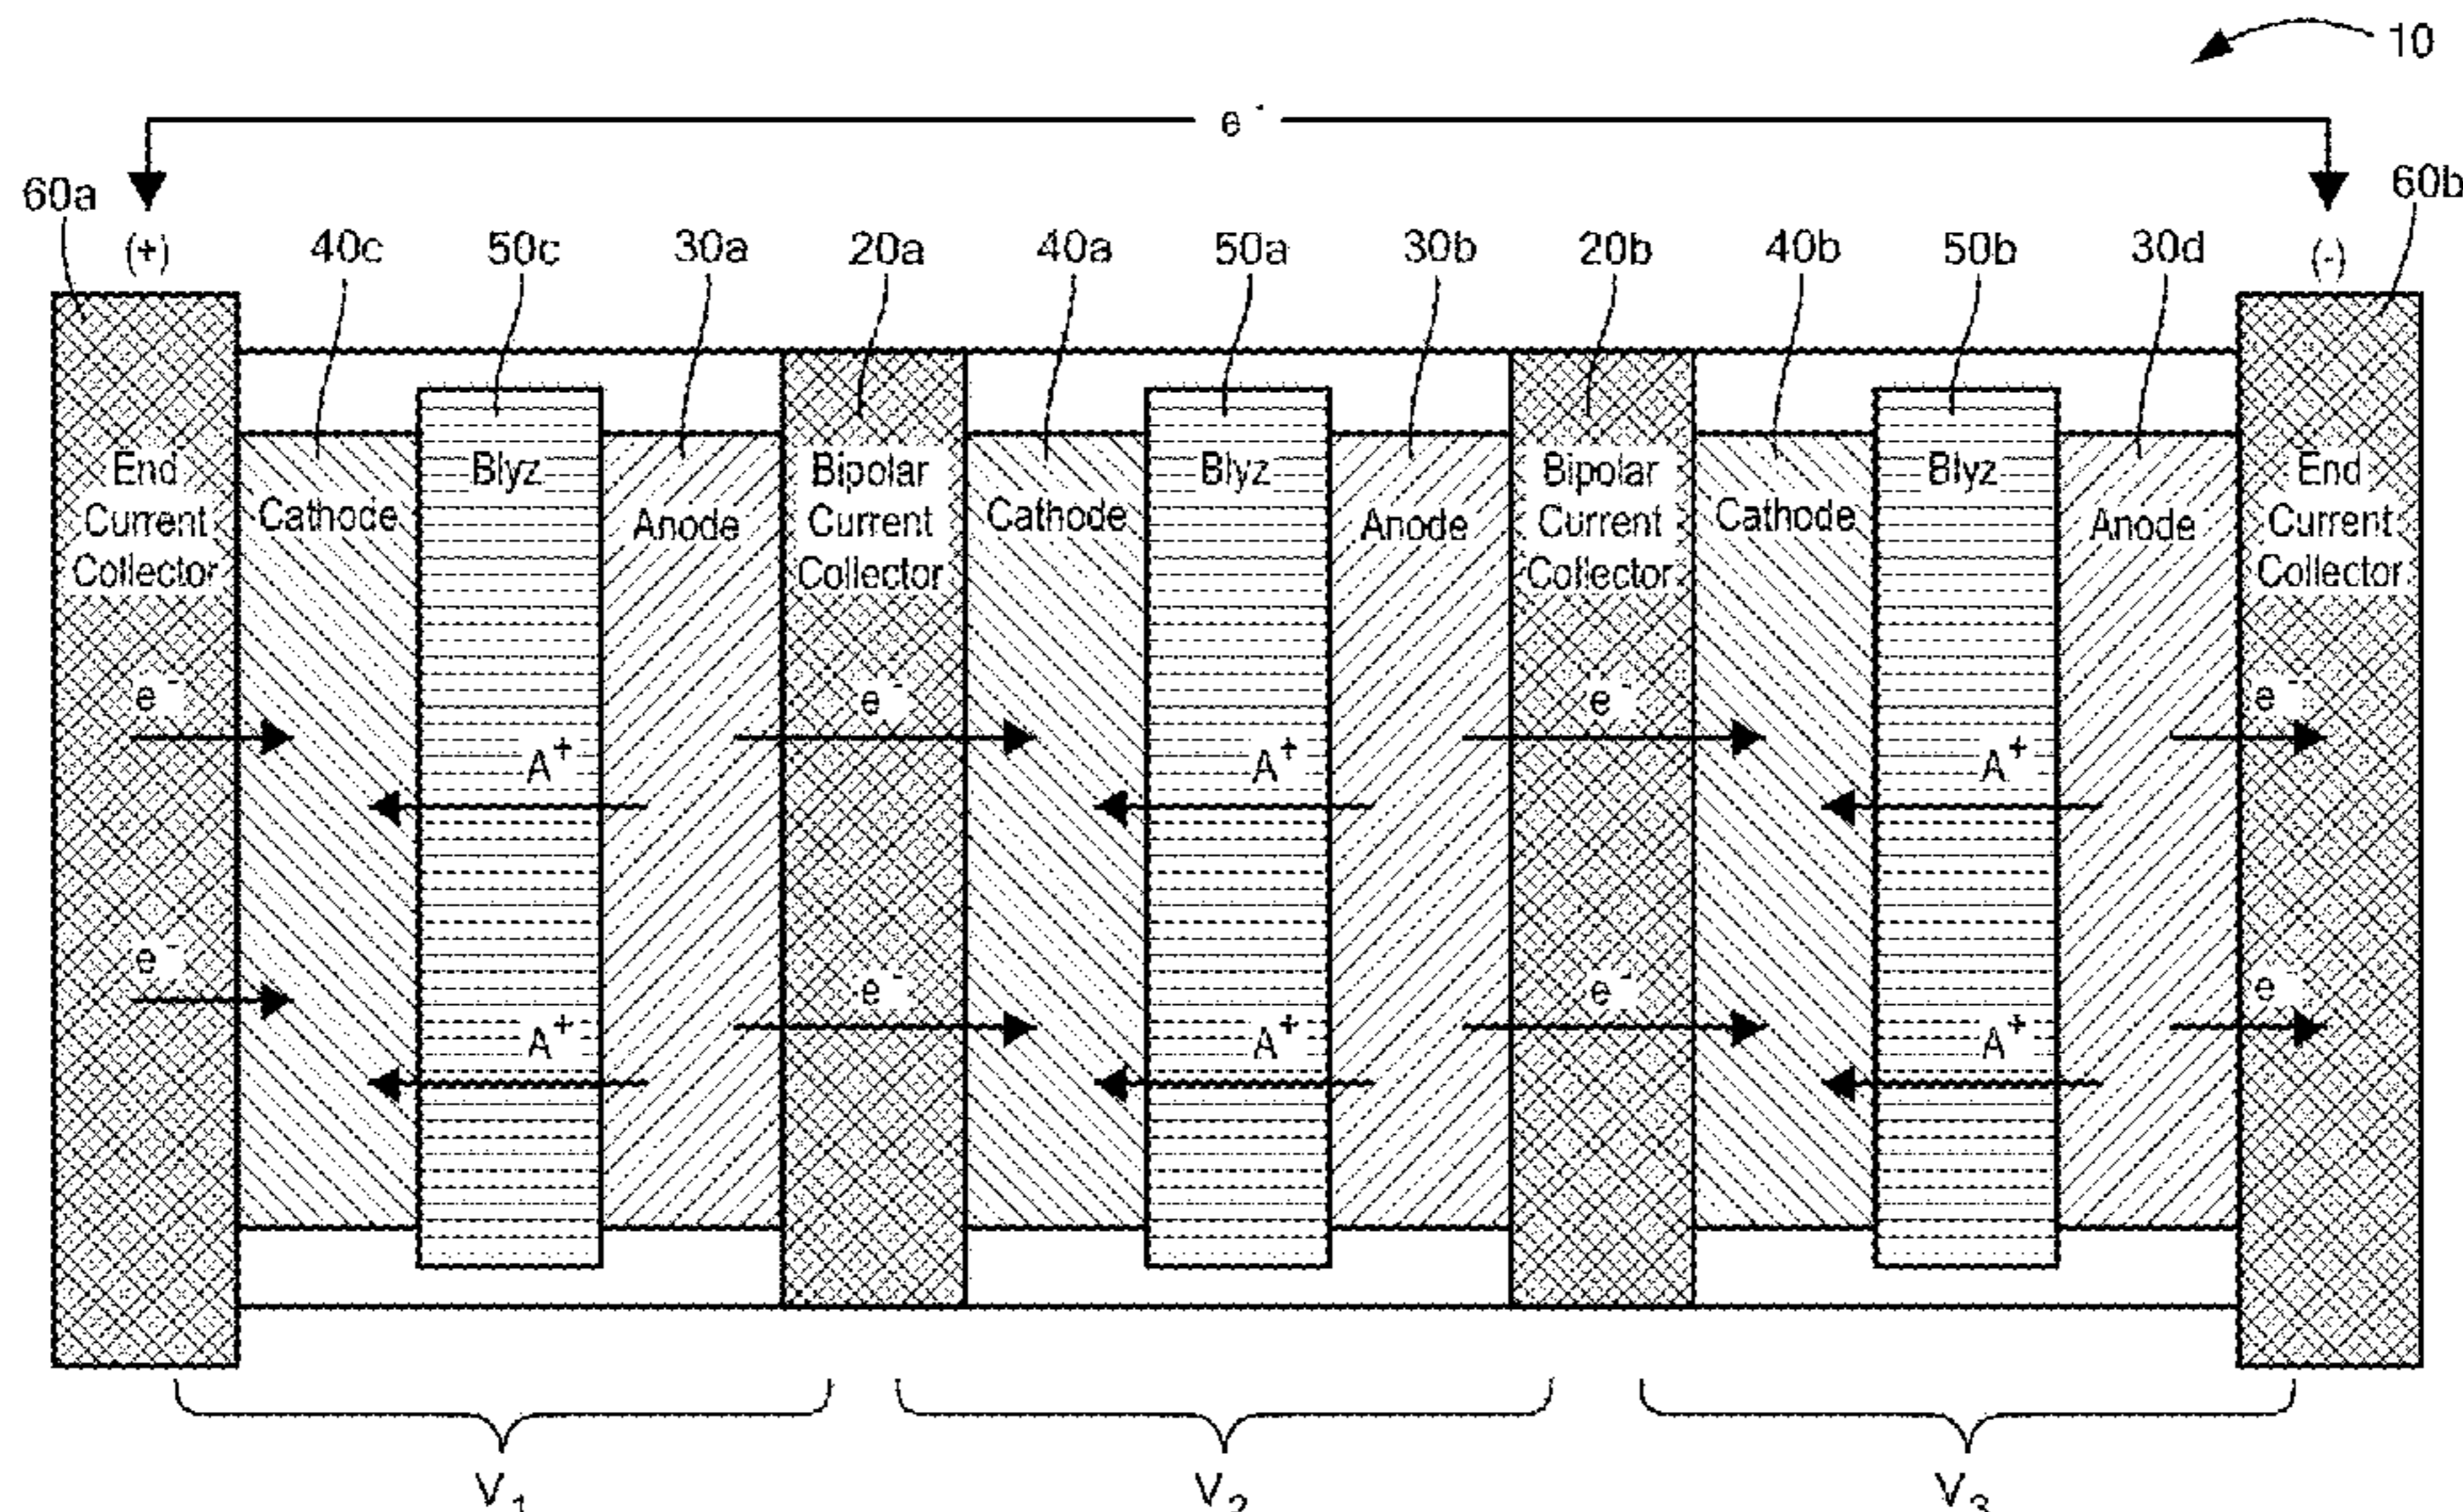 10
e-
60a
(+)
40c
50c
30a
20a
40a
50a
30b
20b
40b
50b
30d
(-)
60b
End
Current
Collector
Cathode
Blyz
Anode
Bipolar
Current
Collector
Cathode
Blyz
Anode
Bipolar
Current
Collector
Cathode
Blyz
Anode
End
Current
Collector
e-
e-
e-
e-
A+
A+
A+
e-
e-
e-
e-
A+
A+
A+
V1
V2
V3